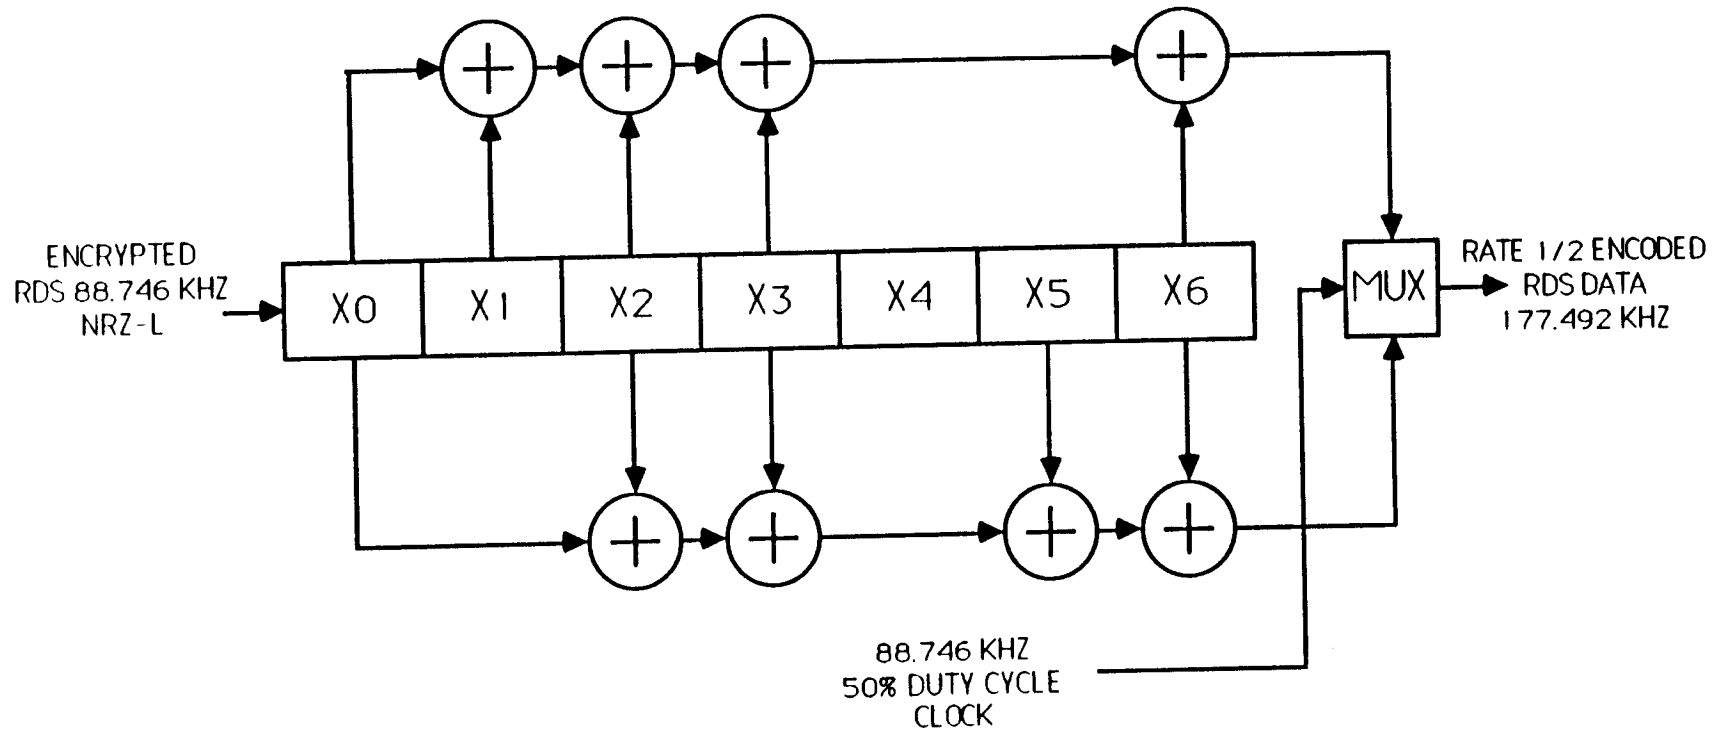 ENCRYPTED
RDS 88.746 KHZ
NRZ-L
X0
X1
X2
X3
X4
X5
X6
MUX
RATE 1/2 ENCODED
RDS DATA
177.492 KHZ
88.746 KHZ
50% DUTY CYCLE
CLOCK